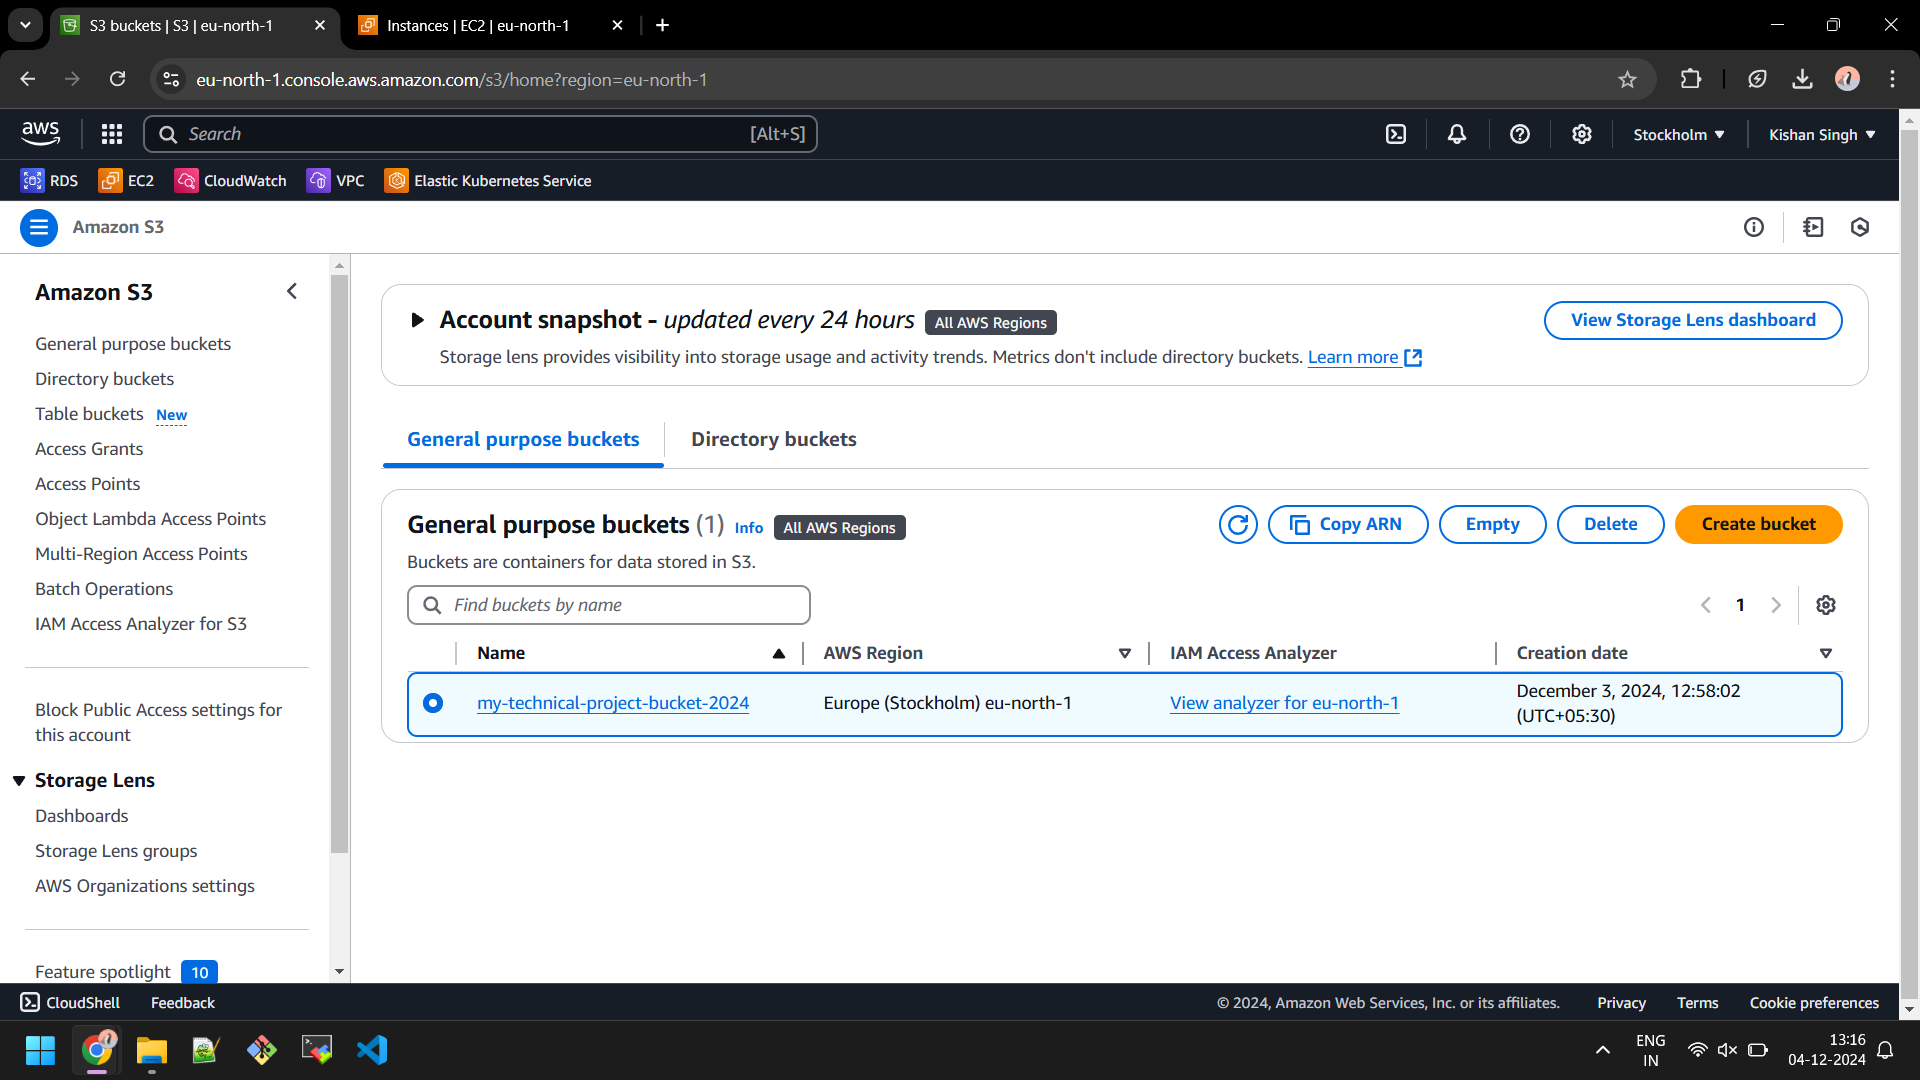 S3 buckets | S3 | eu-north-1
Instances | EC2 | eu-north-1
eu-north-1.console.aws.amazon.com/s3/home?region=eu-north-1
aws
Search
[Alt+S]
Stockholm
Kishan Singh
RDS
EC2
CloudWatch
VPC
Elastic Kubernetes Service
Amazon S3
Amazon S3
General purpose buckets
Directory buckets
Table buckets New
Access Grants
Access Points
Object Lambda Access Points
Multi-Region Access Points
Batch Operations
IAM Access Analyzer for S3
Block Public Access settings for
this account
Storage Lens
Dashboards
Storage Lens groups
AWS Organizations settings
Feature spotlight 10
Account snapshot - updated every 24 hours All AWS Regions
View Storage Lens dashboard
Storage lens provides visibility into storage usage and activity trends. Metrics don't include directory buckets. Learn more
General purpose buckets
Directory buckets
General purpose buckets (1) Info All AWS Regions
Copy ARN
Empty
Delete
Create bucket
Buckets are containers for data stored in S3.
Find buckets by name
1
Name
AWS Region
IAM Access Analyzer
Creation date
my-technical-project-bucket-2024
Europe (Stockholm) eu-north-1
View analyzer for eu-north-1
December 3, 2024, 12:58:02
(UTC+05:30)
CloudShell
Feedback
© 2024, Amazon Web Services, Inc. or its affiliates.
Privacy
Terms
Cookie preferences
ENG
IN
13:16
04-12-2024